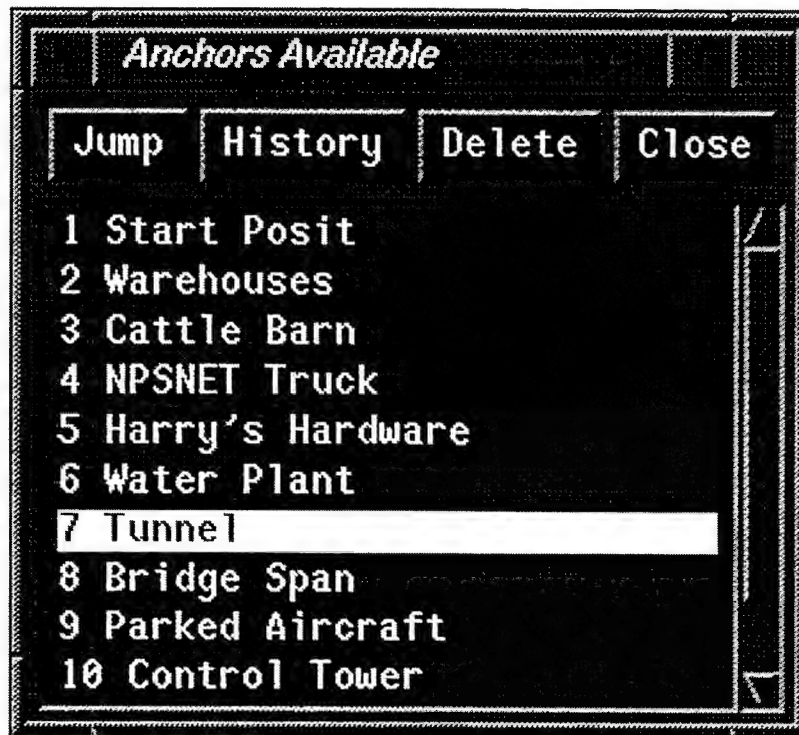 Anchors Available
Jump History Delete Close
1 Start Posit
2 Warehouses
3 Cattle Barn
4 NPSNET Truck
5 Harry's Hardware
6 Water Plant
7 Tunnel
8 Bridge Span
9 Parked Aircraft
10 Control Tower